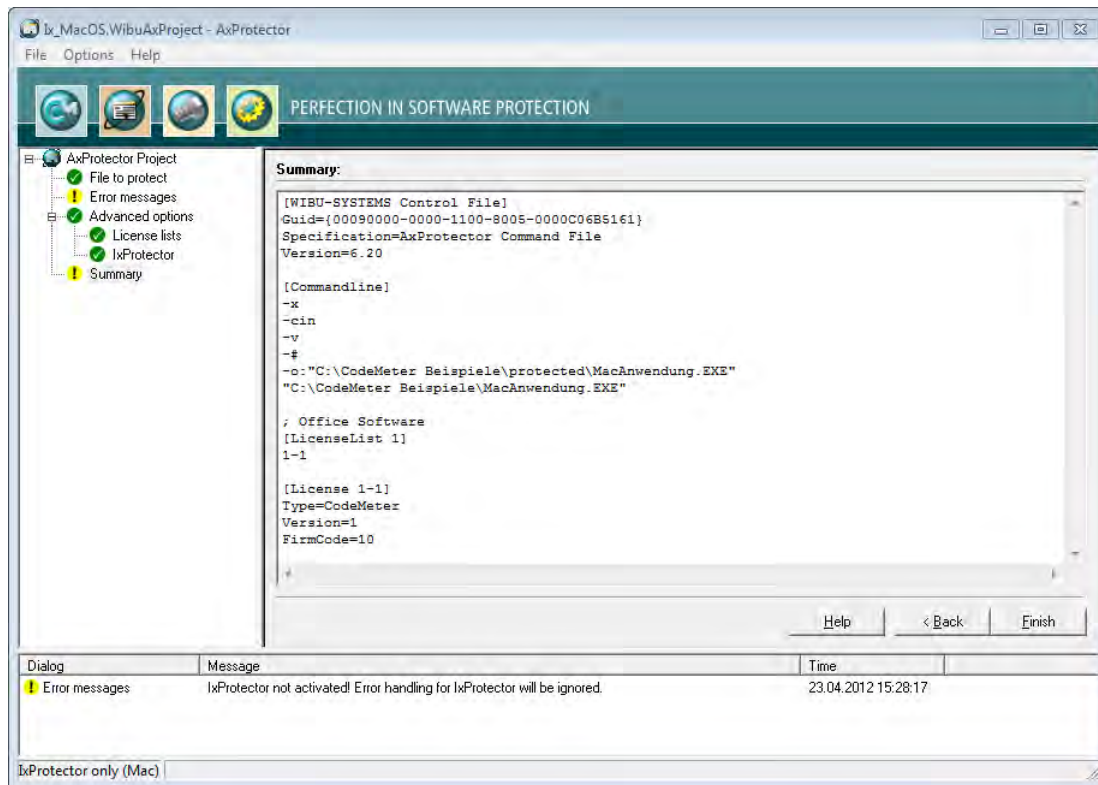 Ix_MacOS.WibuAxProject - AxProtector
File Options Help
PERFECTION IN SOFTWARE PROTECTION
AxProtector Project
File to protect
Error messages
Advanced options
License lists
IxProtector
Summary
Summary:
[WIBU-SYSTEMS Control File]
Guid={00090000-0000-1100-8005-0000C06B5161}
Specification=AxProtector Command File
Version=6.20
[Commandline]
-x
-cin
-v
-#
-o:"C:\CodeMeter Beispiele\protected\MacAnwendung.EXE"
"C:\CodeMeter Beispiele\MacAnwendung.EXE"
; Office Software
[LicenseList 1]
1-1
[License 1-1]
Type=CodeMeter
Version=1
FirmCode=10
Help < Back Finish
Dialog Message Time
Error messages IxProtector not activated! Error handling for IxProtector will be ignored. 23.04.2012 15:28:17
IxProtector only (Mac)